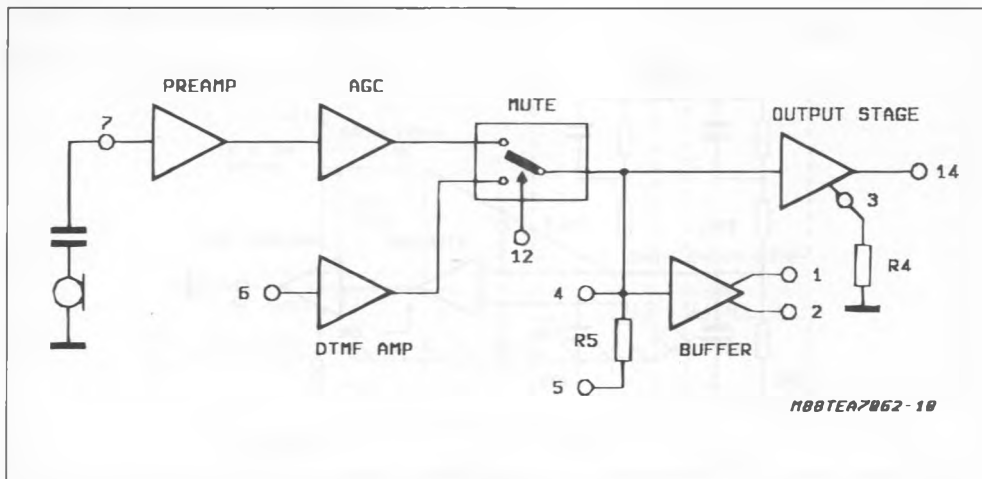 PREAMP
AGC
MUTE
OUTPUT STAGE
7
14
3
12
R4
6
4
1
2
DTMF AMP
R5
BUFFER
5
M88TEA7062-10